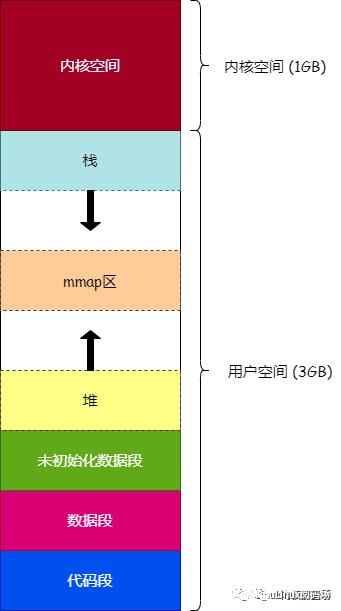 内核空间
内核空间 (1GB)
栈
mmap区
用户空间 (3GB)
堆
未初始化数据段
数据段
代码段